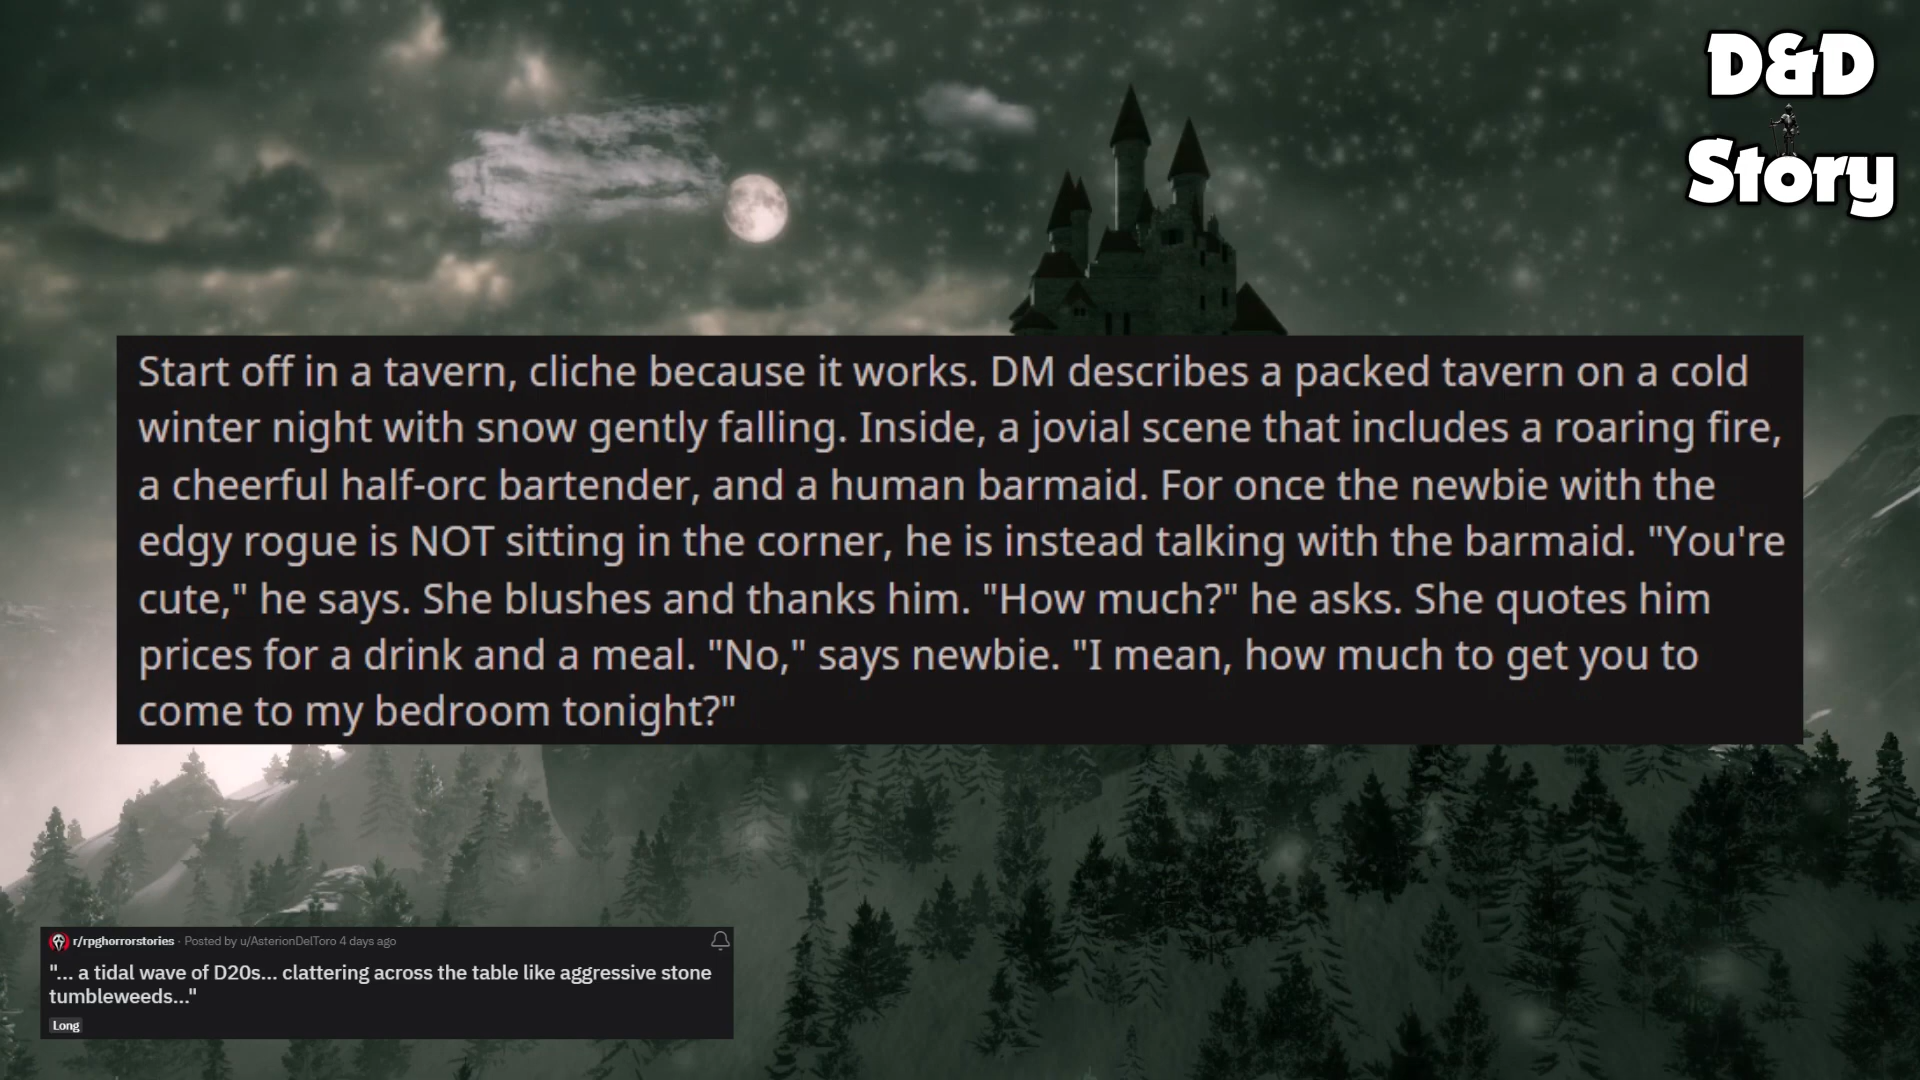 D&D
Story
Start off in a tavern, cliche because it works. DM describes a packed tavern on a cold
winter night with snow gently falling. Inside, a jovial scene that includes a roaring fire,
a cheerful half-orc bartender, and a human barmaid. For once the newbie with the
edgy rogue is NOT sitting in the corner, he is instead talking with the barmaid. "You're
cute," he says. She blushes and thanks him. "How much?" he asks. She quotes him
prices for a drink and a meal. "No," says newbie. "I mean, how much to get you to
come to my bedroom tonight?"
r/rpghorrorstories · Posted by u/AsterionDelToro 4 days ago
"... a tidal wave of D20s... clattering across the table like aggressive stone
tumbleweeds..."
Long